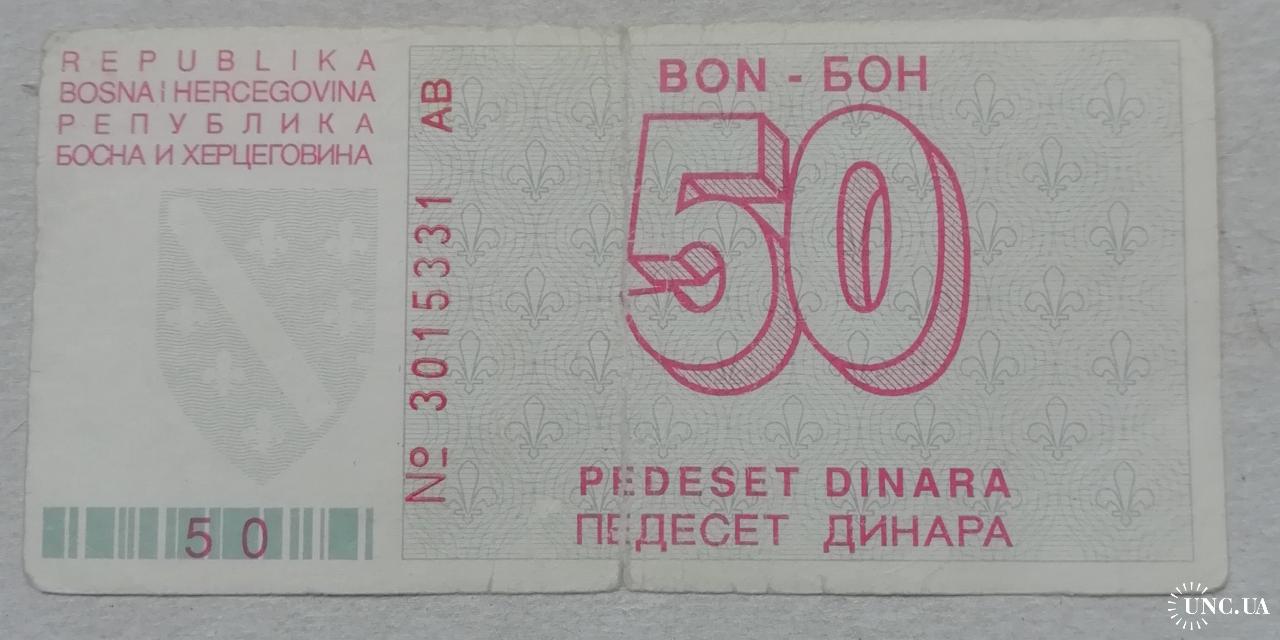 REPUBLIKA
BOSNA I HERCEGOVINA
РЕПУБЛИКА
БОСНА И ХЕРЦЕГОВИНА
50
№ 3015331 AB
BON - БОН
50
PEDESET DINARA
ПЕДЕСЕТ ДИНАРА
UNC.UA